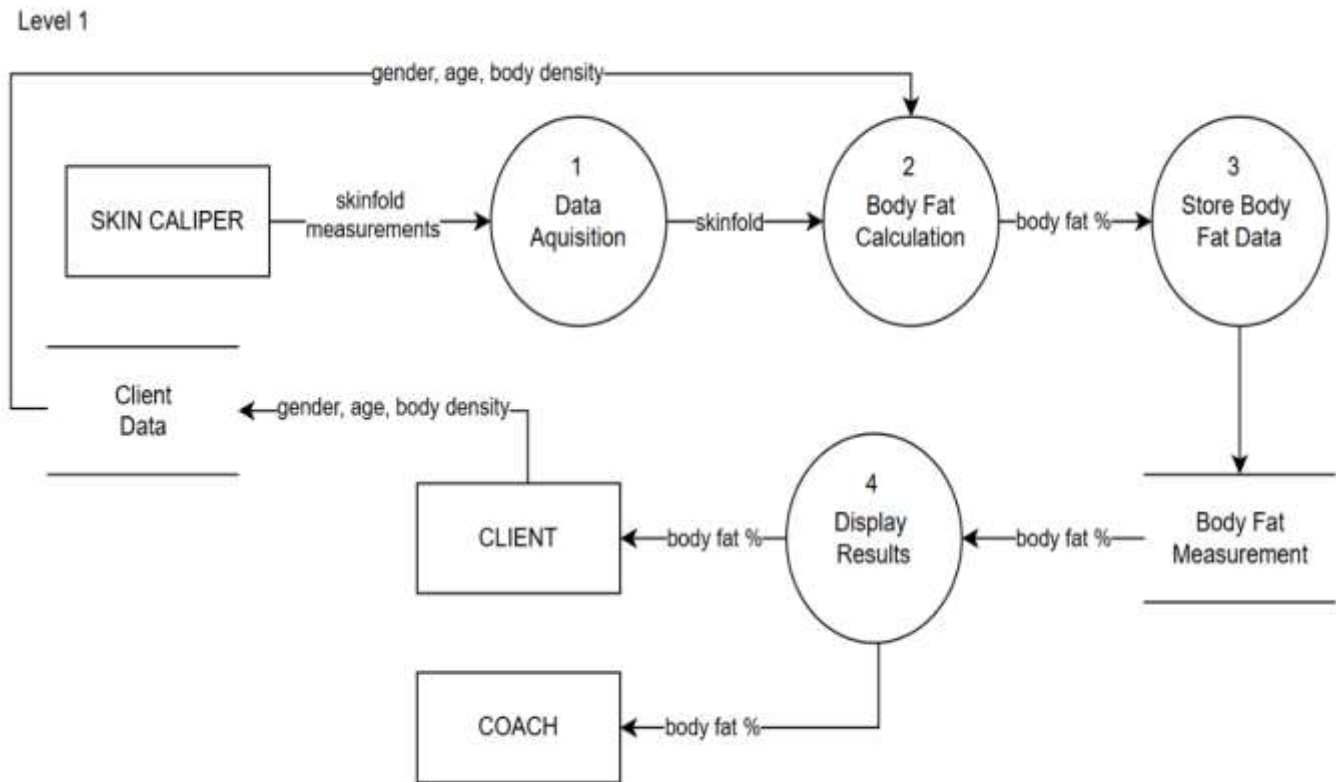 Level 1
gender, age, body density
SKIN CALIPER
skinfold
measurements
1
Data
Aquisition
skinfold
2
Body Fat
Calculation
body fat %
3
Store Body
Fat Data
Client
Data
gender, age, body density
CLIENT
body fat %
4
Display
Results
body fat %
Body Fat
Measurement
COACH
body fat %